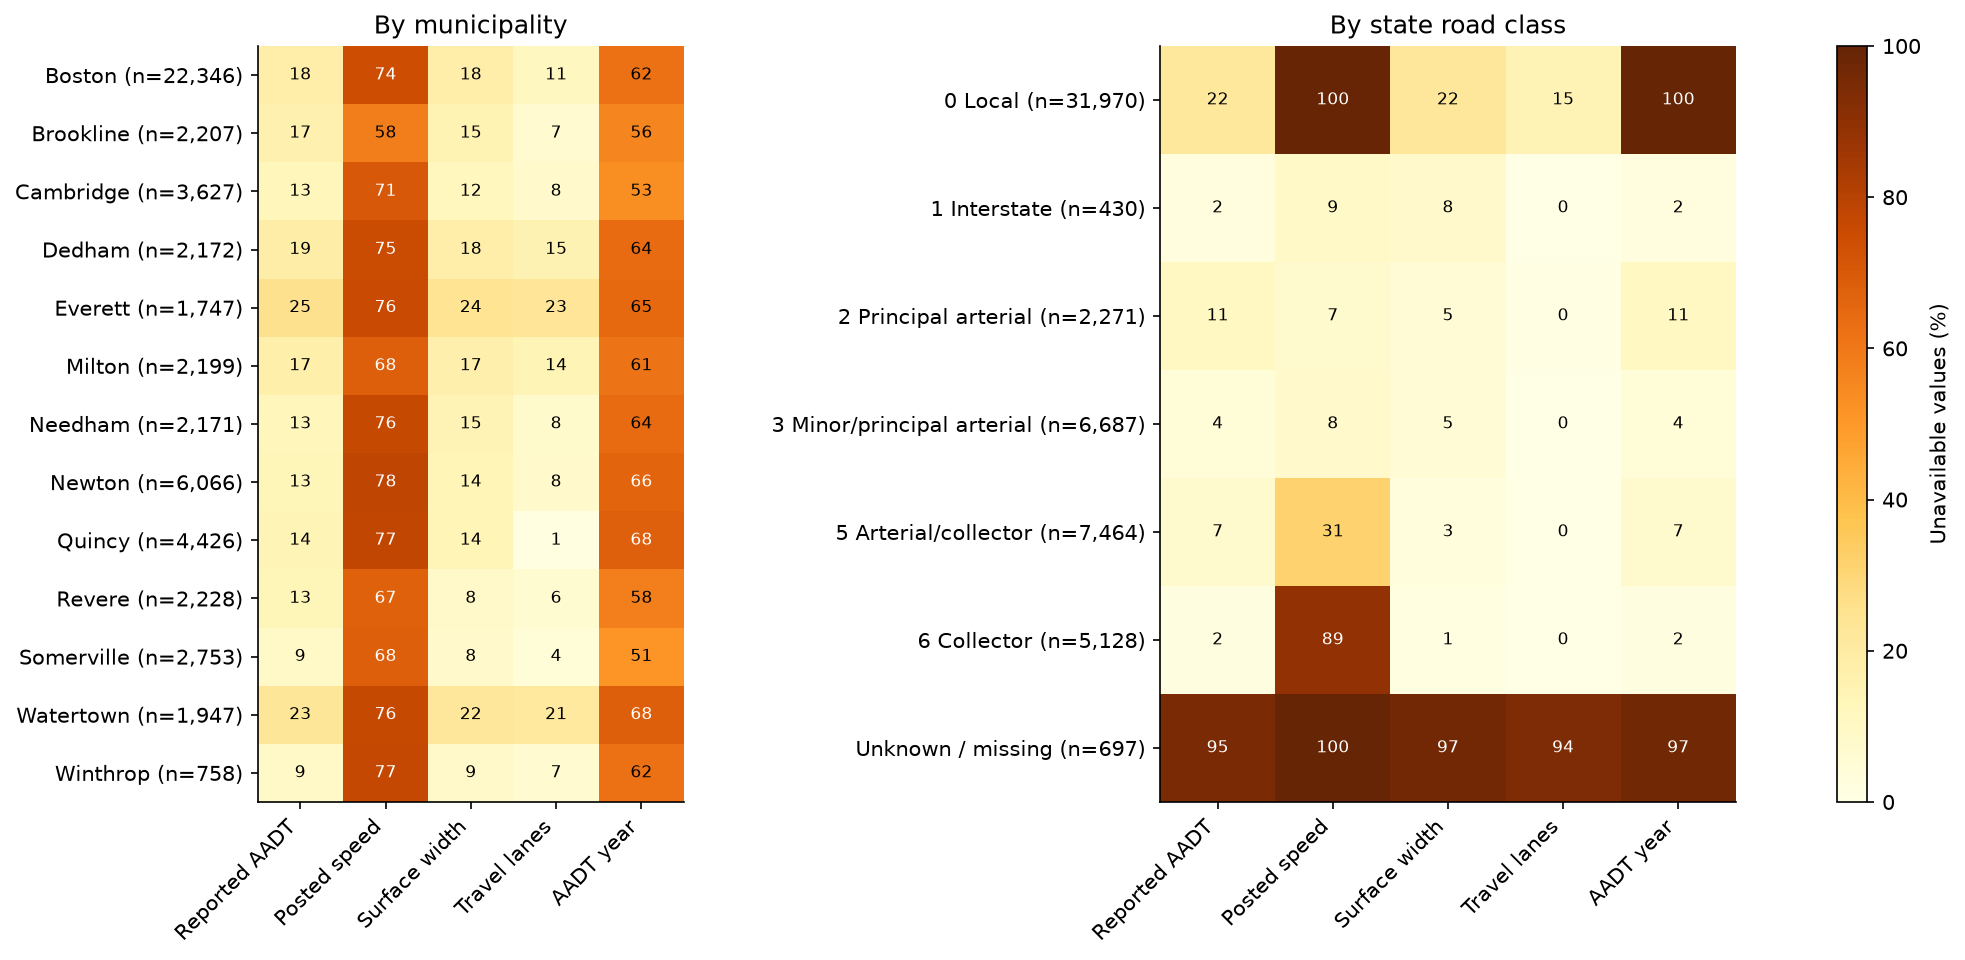 By municipality
Boston (n=22,346) 18 74 18 11 62
Brookline (n=2,207) 17 58 15 7 56
Cambridge (n=3,627) 13 71 12 8 53
Dedham (n=2,172) 19 75 18 15 64
Everett (n=1,747) 25 76 24 23 65
Milton (n=2,199) 17 68 17 14 61
Needham (n=2,171) 13 76 15 8 64
Newton (n=6,066) 13 78 14 8 66
Quincy (n=4,426) 14 77 14 1 68
Revere (n=2,228) 13 67 8 6 58
Somerville (n=2,753) 9 68 8 4 51
Watertown (n=1,947) 23 76 22 21 68
Winthrop (n=758) 9 77 9 7 62
Reported AADT
Posted speed
Surface width
Travel lanes
AADT year
By state road class
0 Local (n=31,970) 22 100 22 15 100
1 Interstate (n=430) 2 9 8 0 2
2 Principal arterial (n=2,271) 11 7 5 0 11
3 Minor/principal arterial (n=6,687) 4 8 5 0 4
5 Arterial/collector (n=7,464) 7 31 3 0 7
6 Collector (n=5,128) 2 89 1 0 2
Unknown / missing (n=697) 95 100 97 94 97
Reported AADT
Posted speed
Surface width
Travel lanes
AADT year
100
80
60
40
20
0
Unavailable values (%)